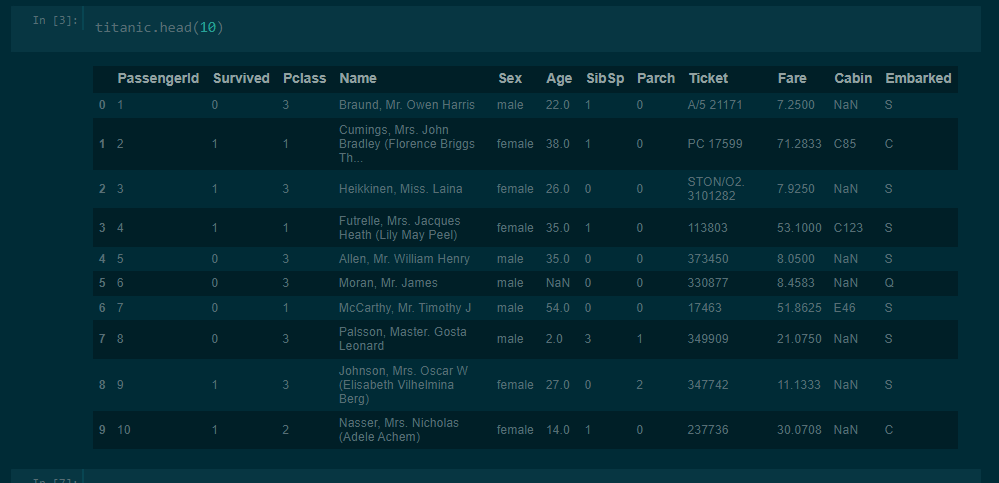 In [3]: titanic.head(10)
PassengerId Survived Pclass Name Sex Age SibSp Parch Ticket Fare Cabin Embarked
0 1 0 3 Braund, Mr. Owen Harris male 22.0 1 0 A/5 21171 7.2500 NaN S
Cumings, Mrs. John
1 2 1 1 Bradley (Florence Briggs female 38.0 1 0 PC 17599 71.2833 C85 C
Th...
2 3 1 3 Heikkinen, Miss. Laina female 26.0 0 0 STON/O2. 7.9250 NaN S
3101282
3 4 1 1 Futrelle, Mrs. Jacques female 35.0 1 0 113803 53.1000 C123 S
Heath (Lily May Peel)
4 5 0 3 Allen, Mr. William Henry male 35.0 0 0 373450 8.0500 NaN S
5 6 0 3 Moran, Mr. James male NaN 0 0 330877 8.4583 NaN Q
6 7 0 1 McCarthy, Mr. Timothy J male 54.0 0 0 17463 51.8625 E46 S
7 8 0 3 Palsson, Master. Gosta male 2.0 3 1 349909 21.0750 NaN S
Leonard
Johnson, Mrs. Oscar W
8 9 1 3 (Elisabeth Vilhelmina female 27.0 0 2 347742 11.1333 NaN S
Berg)
9 10 1 2 Nasser, Mrs. Nicholas female 14.0 1 0 237736 30.0708 NaN C
(Adele Achem)
In [7]: